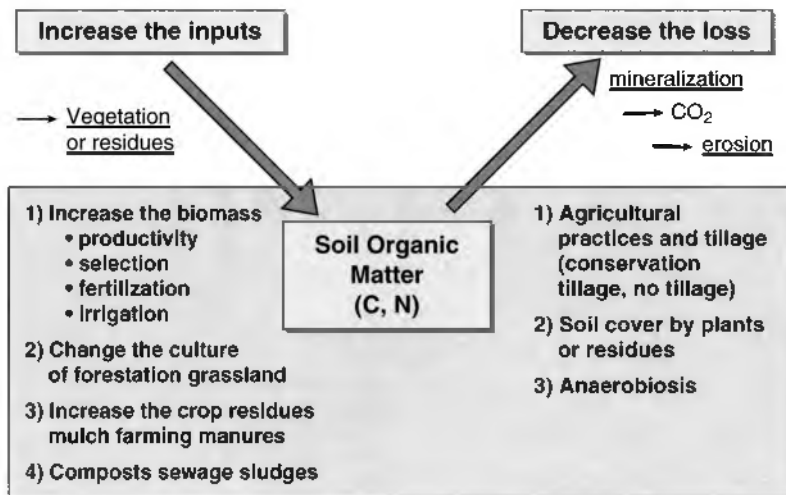 Increase the inputs
Decrease the loss
→ Vegetation
or residues
mineralization
→ CO₂
→ erosion
1) Increase the biomass
• productivity
• selection
• fertilization
• irrigation
2) Change the culture
of forestation grassland
3) Increase the crop residues
mulch farming manures
4) Composts sewage sludges
Soil Organic
Matter
(C, N)
1) Agricultural
practices and tillage
(conservation
tillage, no tillage)
2) Soil cover by plants
or residues
3) Anaerobiosis